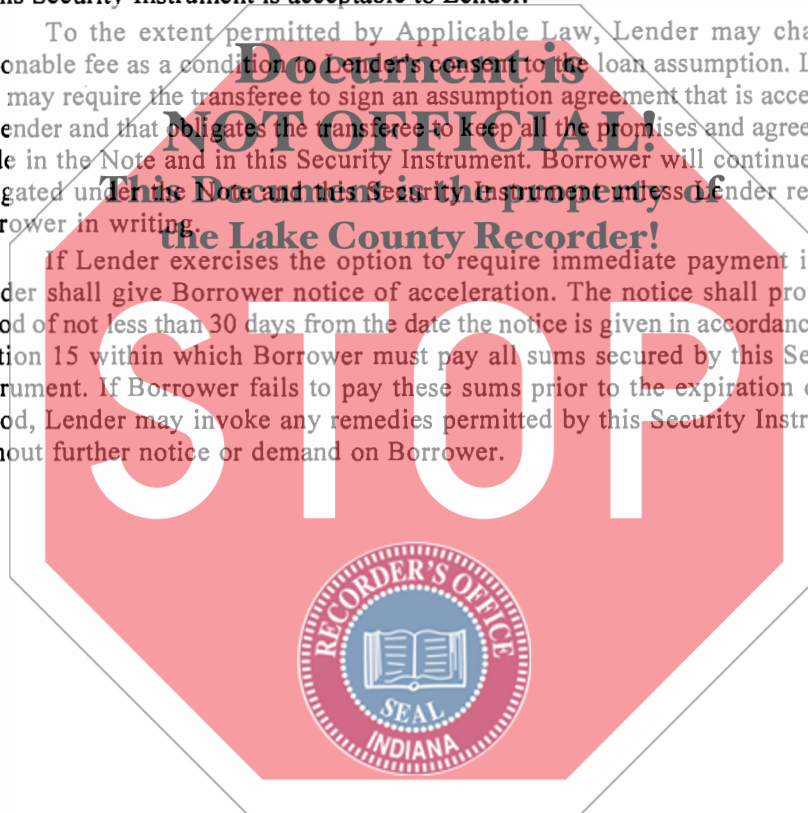 ns Security Instrument is acceptable to Lender.
To the extent permitted by Applicable Law, Lender may cha
onable fee as a condition to Lender's consent to the loan assumption. L
may require the transferee to sign an assumption agreement that is acce
ender and that obligates the transferee to keep all the promises and agree
le in the Note and in this Security Instrument. Borrower will continue
gated under the Note and this Security Instrument unless Lender re
rower in writing.
If Lender exercises the option to require immediate payment i
der shall give Borrower notice of acceleration. The notice shall pro
od of not less than 30 days from the date the notice is given in accordanc
tion 15 within which Borrower must pay all sums secured by this Se
rument. If Borrower fails to pay these sums prior to the expiration o
od, Lender may invoke any remedies permitted by this Security Instr
hout further notice or demand on Borrower.
Document is
NOT OFFICIAL!
This Document is the property of
the Lake County Recorder!
STOP
RECORDER'S OFFICE
SEAL
INDIANA